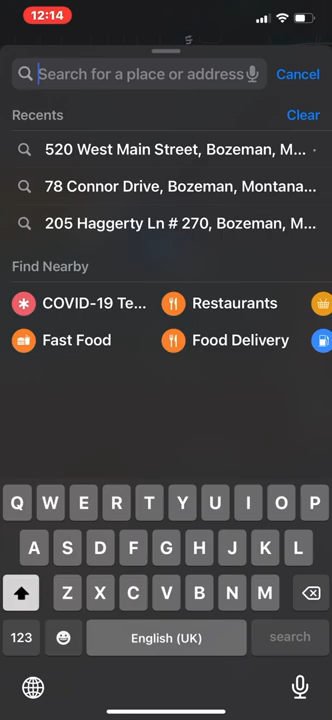 12:14
Search for a place or address
Cancel
Recents
Clear
520 West Main Street, Bozeman, M... ·
78 Connor Drive, Bozeman, Montana...
205 Haggerty Ln # 270, Bozeman, M...
Find Nearby
COVID-19 Te...
Restaurants
Fast Food
Food Delivery
Q W E R T Y U I O P
A S D F G H J K L
Z X C V B N M
123
English (UK)
search